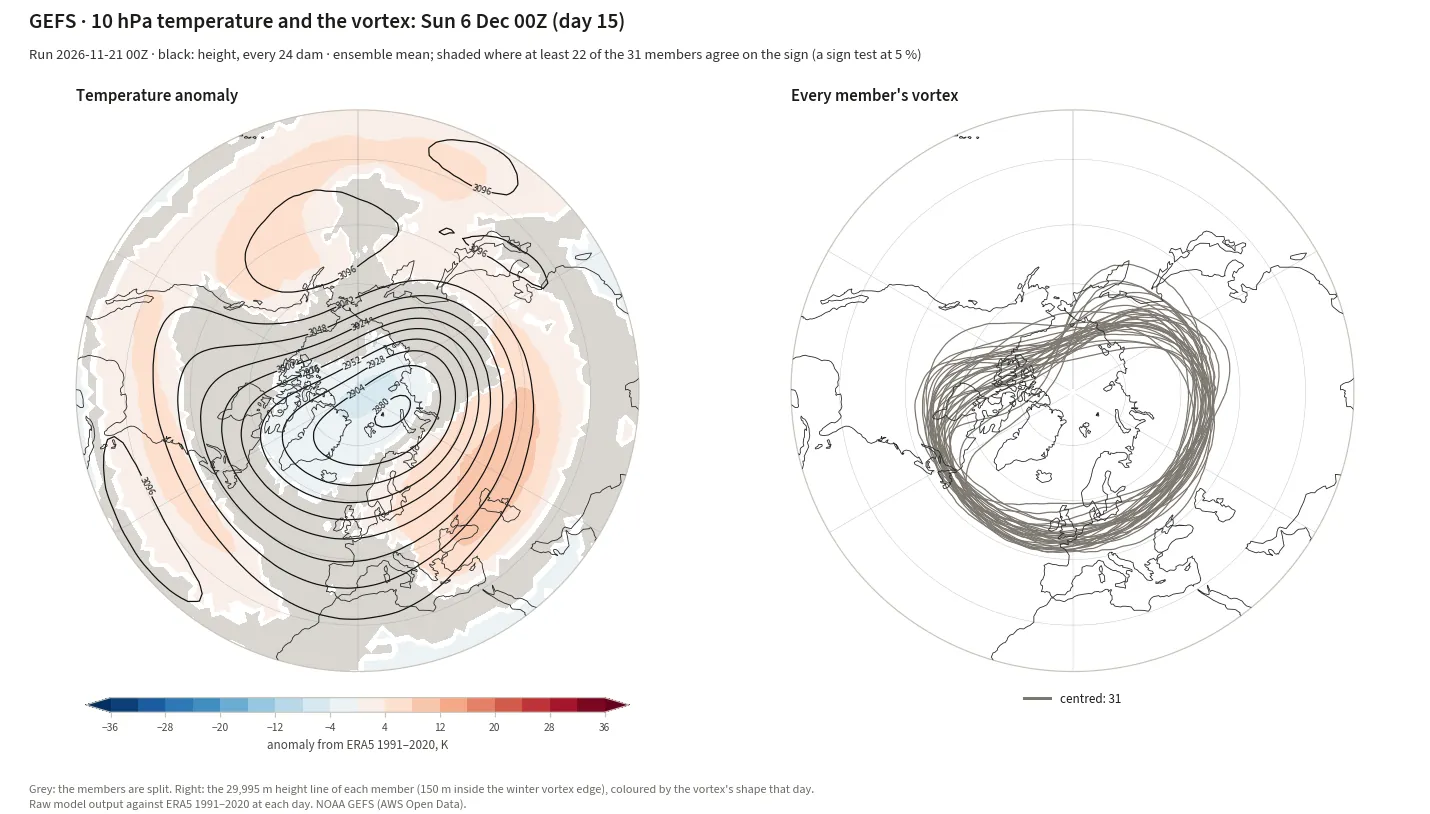 GEFS · 10 hPa temperature and the vortex: Sun 6 Dec 00Z (day 15)
Run 2026-11-21 00Z · black: height, every 24 dam · ensemble mean; shaded where at least 22 of the 31 members agree on the sign (a sign test at 5 %)
Temperature anomaly
Every member's vortex
3096
3096
3096
3048
3024
2952
2928
2904
2880
3096
centred: 31
−36
−28
−20
−12
−4
4
12
20
28
36
anomaly from ERA5 1991–2020, K
Grey: the members are split. Right: the 29,995 m height line of each member (150 m inside the winter vortex edge), coloured by the vortex's shape that day.
Raw model output against ERA5 1991–2020 at each day. NOAA GEFS (AWS Open Data).